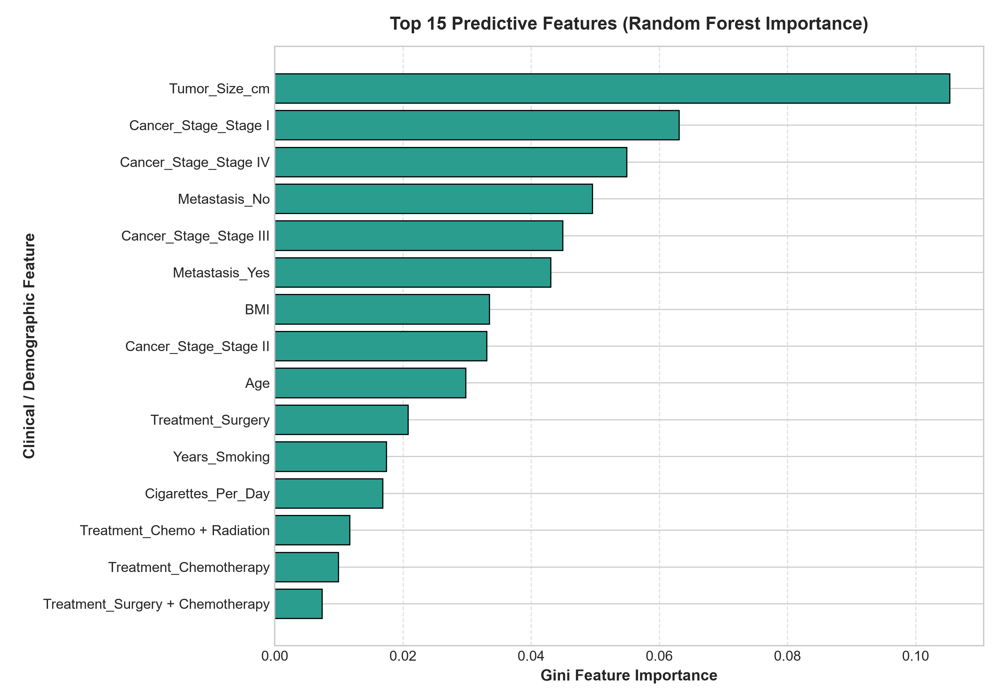 Top 15 Predictive Features (Random Forest Importance)
Clinical / Demographic Feature
Tumor_Size_cm
Cancer_Stage_Stage I
Cancer_Stage_Stage IV
Metastasis_No
Cancer_Stage_Stage III
Metastasis_Yes
BMI
Cancer_Stage_Stage II
Age
Treatment_Surgery
Years_Smoking
Cigarettes_Per_Day
Treatment_Chemo + Radiation
Treatment_Chemotherapy
Treatment_Surgery + Chemotherapy
0.00 0.02 0.04 0.06 0.08 0.10
Gini Feature Importance